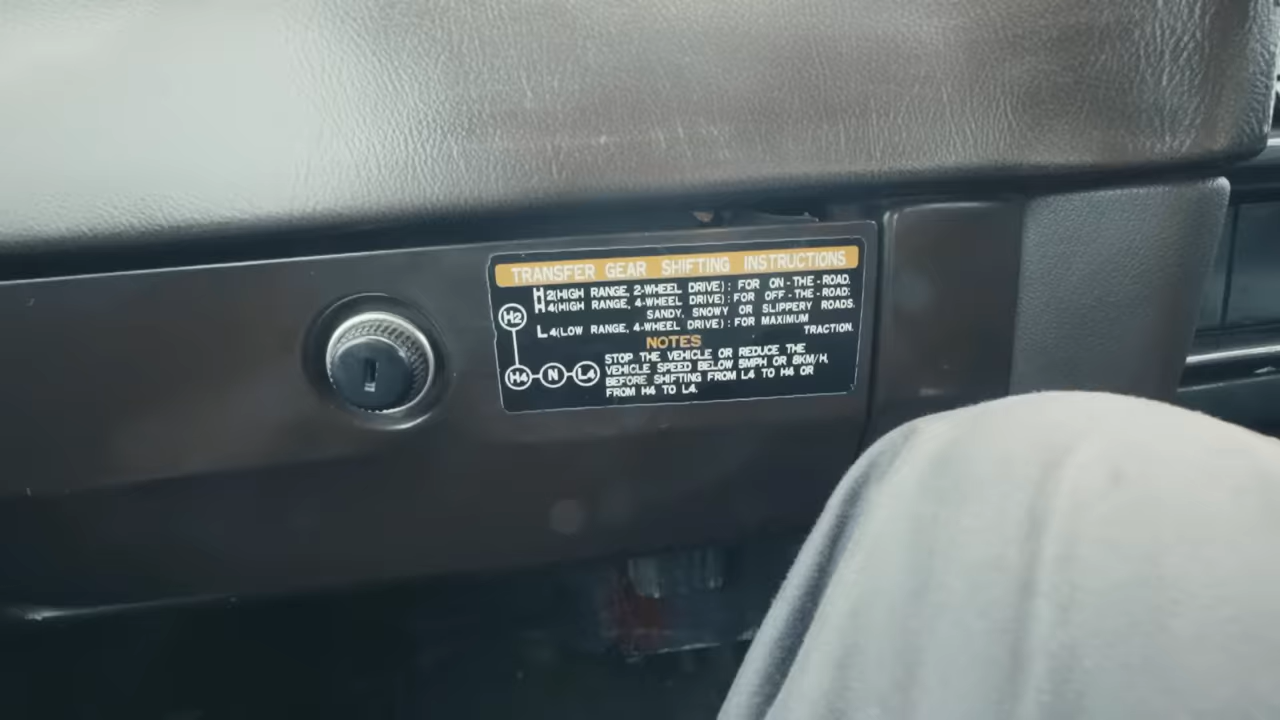 TRANSFER GEAR SHIFTING INSTRUCTIONS
H2(HIGH RANGE, 2-WHEEL DRIVE): FOR ON-THE-ROAD.
H4(HIGH RANGE, 4-WHEEL DRIVE): FOR OFF-THE-ROAD;
SANDY, SNOWY OR SLIPPERY ROADS.
L4(LOW RANGE, 4-WHEEL DRIVE): FOR MAXIMUM
TRACTION.
H2
H4 N L4
NOTES
STOP THE VEHICLE OR REDUCE THE
VEHICLE SPEED BELOW 5MPH OR 8KM/H,
BEFORE SHIFTING FROM L4 TO H4 OR
FROM H4 TO L4.